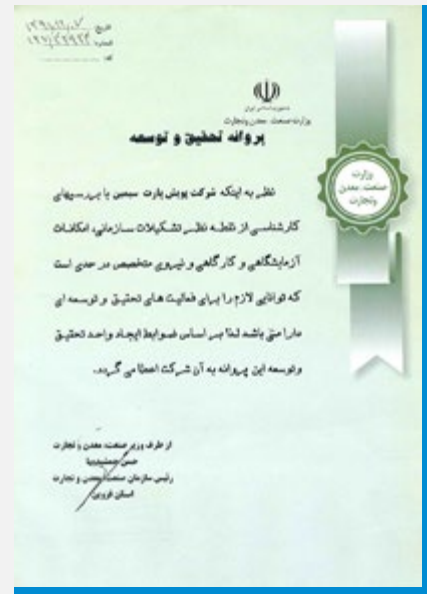 تاریخ
شماره
جمهوری اسلامی ایران
وزارت صنعت، معدن و تجارت
پروانه تحقیق و توسعه
وزارت
صنعت، معدن
وتجارت
نظر به اینکه شرکت پویش پارت سیمین با بررسیهای
کارشناسی از نقطه نظر تشکیلات سازمانی، امکانات
آزمایشگاهی و کارگاهی و نیروی متخصص در حدی است
که توانایی لازم را برای فعالیت های تحقیق و توسعه ای
دارا می باشد لذا بر اساس ضوابط ایجاد واحد تحقیق
وتوسعه این پروانه به آن شرکت اعطا می گردد.
از طرف وزیر صنعت، معدن و تجارت
رئیس سازمان صنعت، معدن و تجارت
استان قزوین